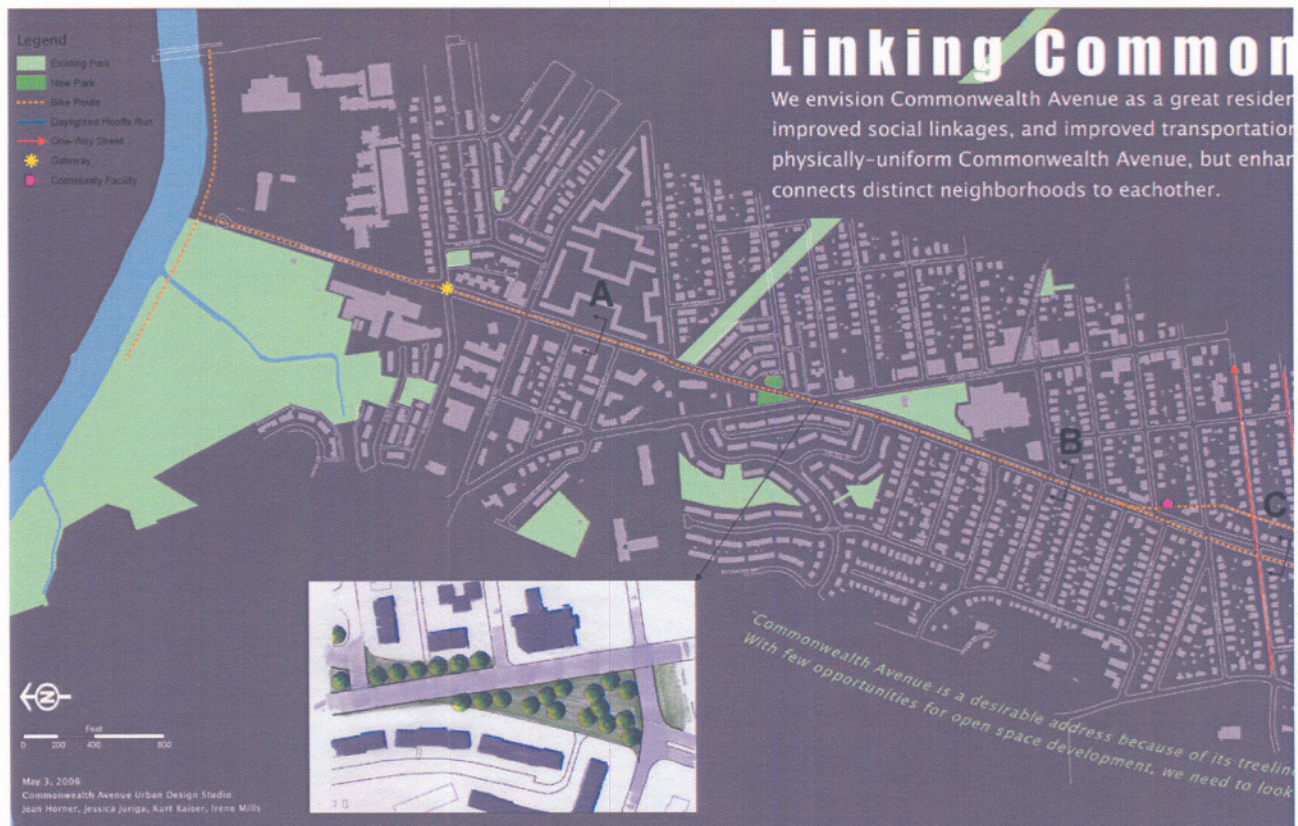 Linking Common
We envision Commonwealth Avenue as a great residen
improved social linkages, and improved transportation
physically-uniform Commonwealth Avenue, but enhan
connects distinct neighborhoods to eachother.
Legend
Existing Park
New Park
Bike Route
Daylighted Hooffs Run
One-Way Street
Gateway
Community Facility
A
B
C
"Commonwealth Avenue is a desirable address because of its treelin
With few opportunities for open space development, we need to look
N
Feet
0 200 400 800
May 3, 2006
Commonwealth Avenue Urban Design Studio
Jean Horner, Jessica Juriga, Kurt Kaiser, Irene Mills